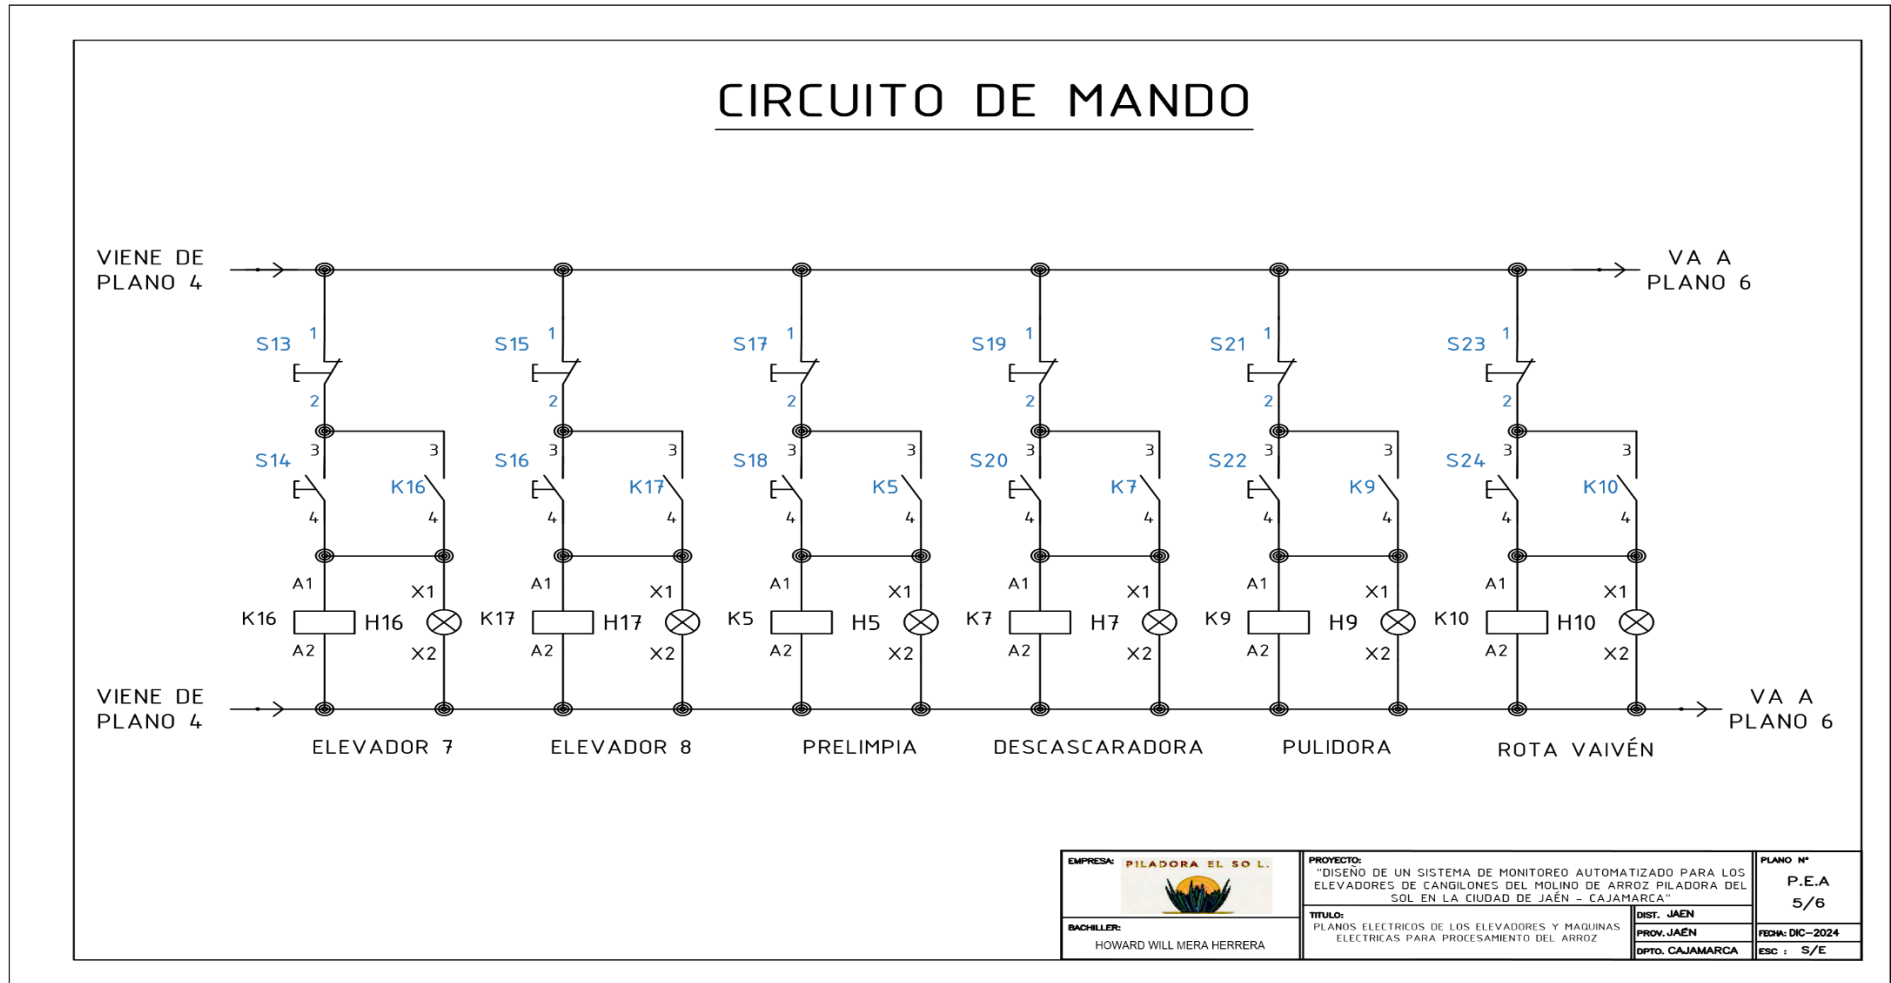 CIRCUITO DE MANDO
VIENE DE
PLANO 4
VA A
PLANO 6
1 1 1 1 1 1
S13 S15 S17 S19 S21 S23
2 2 2 2 2 2
3 3 3 3 3 3 3 3 3 3 3 3
S14 S16 S18 S20 S22 S24
K16 K17 K5 K7 K9 K10
4 4 4 4 4 4 4 4 4 4 4 4
A1 X1 A1 X1 A1 X1 A1 X1 A1 X1 A1 X1
K16 H16 K17 H17 K5 H5 K7 H7 K9 H9 K10 H10
A2 X2 A2 X2 A2 X2 A2 X2 A2 X2 A2 X2
VIENE DE
PLANO 4
VA A
PLANO 6
ELEVADOR 7 ELEVADOR 8 PRELIMPIA DESCASCARADORA PULIDORA ROTA VAIVÉN
EMPRESA:
PILADORA EL SO L.
BACHILLER:
HOWARD WILL MERA HERRERA
PROYECTO:
"DISEÑO DE UN SISTEMA DE MONITOREO AUTOMATIZADO PARA LOS
ELEVADORES DE CANGILONES DEL MOLINO DE ARROZ PILADORA DEL
SOL EN LA CIUDAD DE JAÉN - CAJAMARCA"
TITULO:
PLANOS ELECTRICOS DE LOS ELEVADORES Y MAQUINAS
ELECTRICAS PARA PROCESAMIENTO DEL ARROZ
DIST. JAEN
PROV. JAÉN
DPTO. CAJAMARCA
PLANO N°
P.E.A
5/6
FECHA: DIC-2024
ESC : S/E